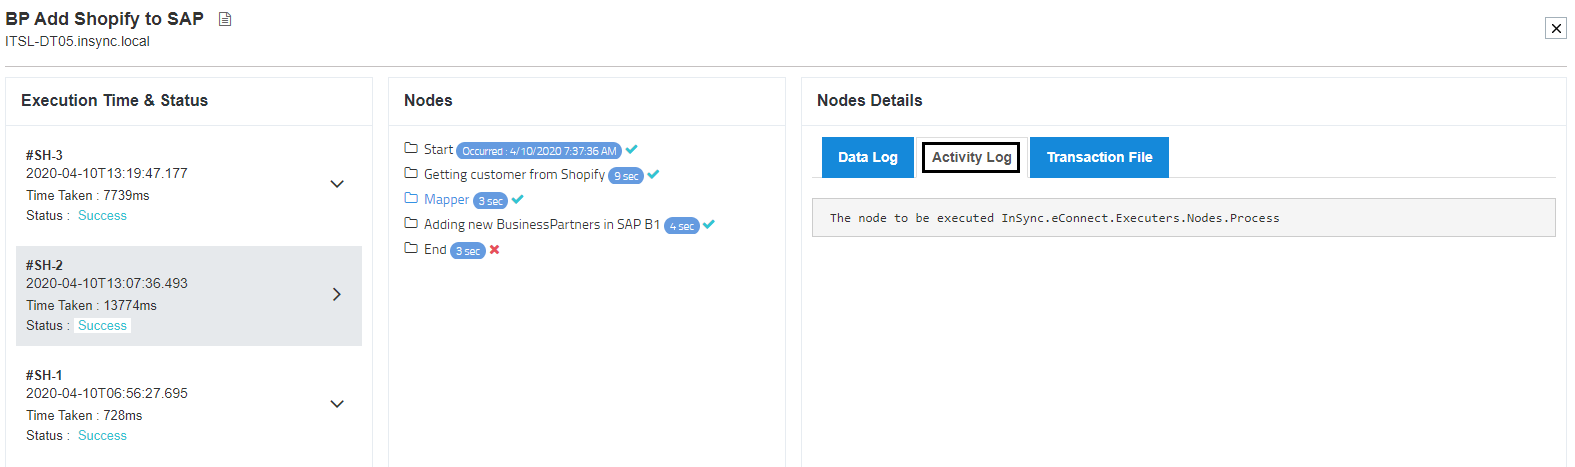 BP Add Shopify to SAP
ITSL-DT05.insync.local
Execution Time & Status
#SH-3
2020-04-10T13:19:47.177
Time Taken : 7739ms
Status : Success
#SH-2
2020-04-10T13:07:36.493
Time Taken : 13774ms
Status : Success
#SH-1
2020-04-10T06:56:27.695
Time Taken : 728ms
Status : Success
Nodes
Start Occurred : 4/10/2020 7:37:36 AM
Getting customer from Shopify 9 sec
Mapper 3 sec
Adding new BusinessPartners in SAP B1 4 sec
End 3 sec
Nodes Details
Data Log Activity Log Transaction File
The node to be executed InSync.eConnect.Executers.Nodes.Process